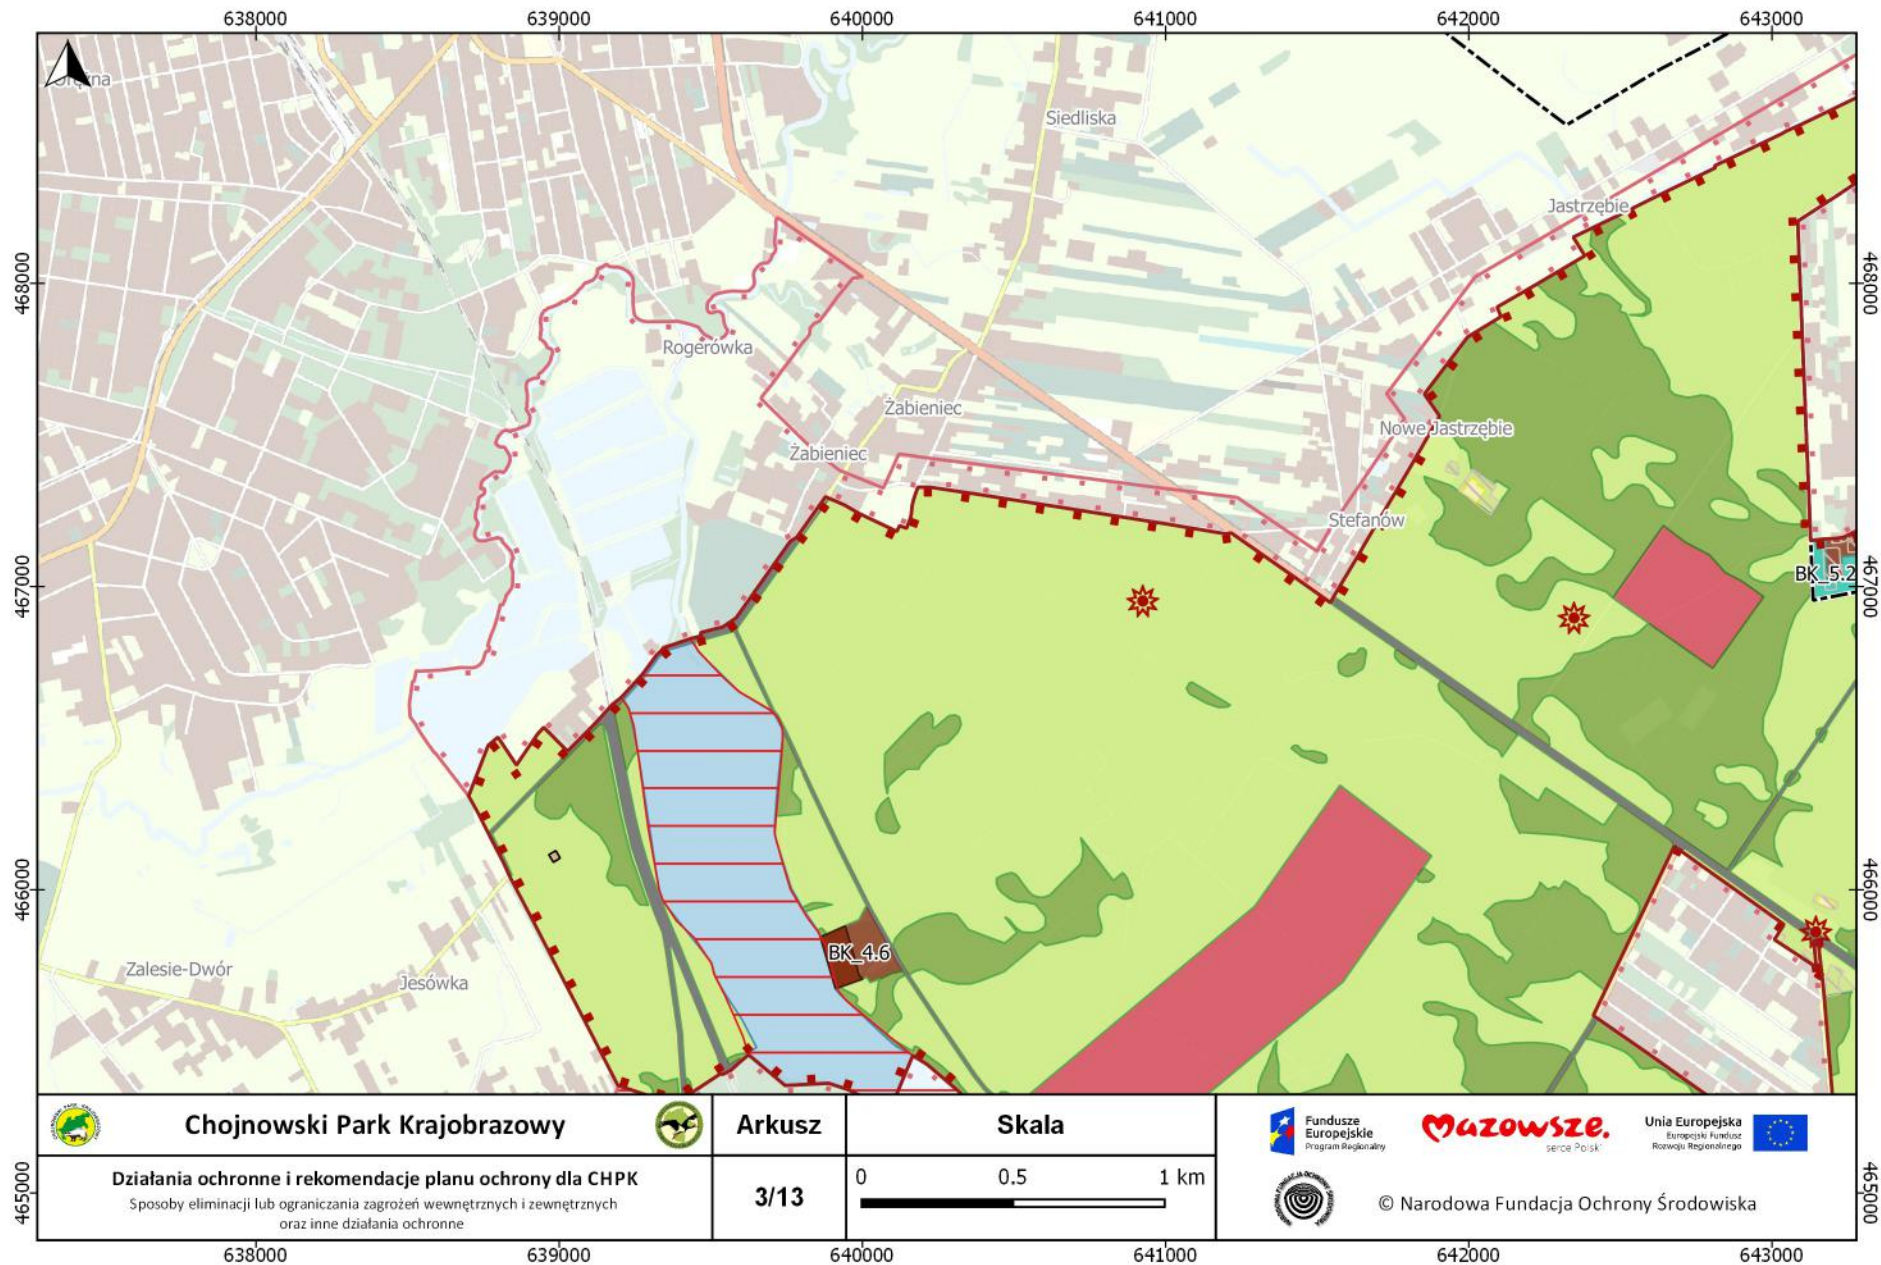 638000 639000 640000 641000 642000 643000
Siedliska
Jastrzębie
468000
468000
Rogerówka
Żabieniec
Nowe Jastrzębie
Żabieniec
Stefanów
467000
467000
BK_5.2
466000
466000
BK_4.6
Zalesie-Dwór
Jesówka
Chojnowski Park Krajobrazowy
Arkusz
Skala
Fundusze
Europejskie
Program Regionalny
Mazowsze.
serce Polski
Unia Europejska
Europejski Fundusz
Rozwoju Regionalnego
Działania ochronne i rekomendacje planu ochrony dla CHPK
Sposoby eliminacji lub ograniczania zagrożeń wewnętrznych i zewnętrznych
oraz inne działania ochronne
3/13
0 0.5 1 km
© Narodowa Fundacja Ochrony Środowiska
465000
465000
638000 639000 640000 641000 642000 643000